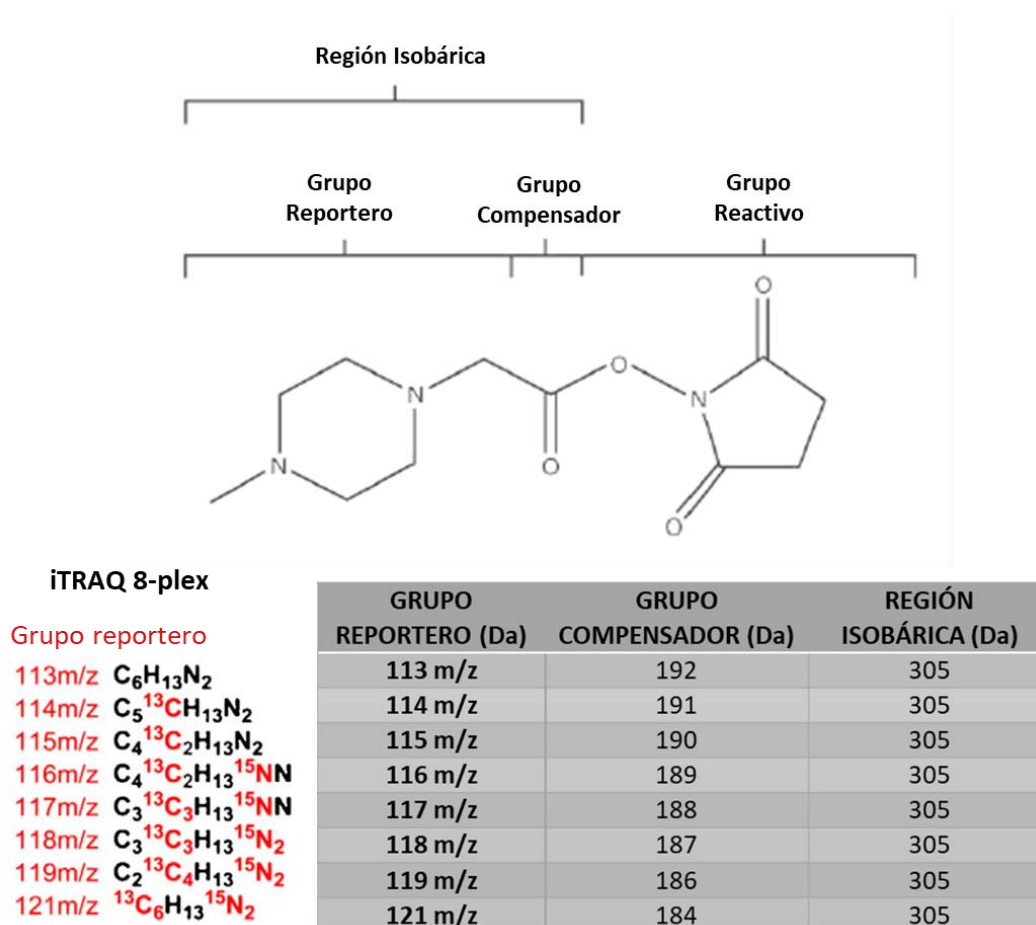 Región Isobárica
Grupo
Reportero
Grupo
Compensador
Grupo
Reactivo
O
N
O
N
O
N
O
iTRAQ 8-plex
Grupo reportero
113m/z C₆H₁₃N₂
114m/z C₅¹³CH₁₃N₂
115m/z C₄¹³C₂H₁₃N₂
116m/z C₄¹³C₂H₁₃¹⁵NN
117m/z C₃¹³C₃H₁₃¹⁵NN
118m/z C₃¹³C₃H₁₃¹⁵N₂
119m/z C₂¹³C₄H₁₃¹⁵N₂
121m/z ¹³C₆H₁₃¹⁵N₂
GRUPO REPORTERO (Da) GRUPO COMPENSADOR (Da) REGIÓN ISOBÁRICA (Da)
113 m/z 192 305
114 m/z 191 305
115 m/z 190 305
116 m/z 189 305
117 m/z 188 305
118 m/z 187 305
119 m/z 186 305
121 m/z 184 305